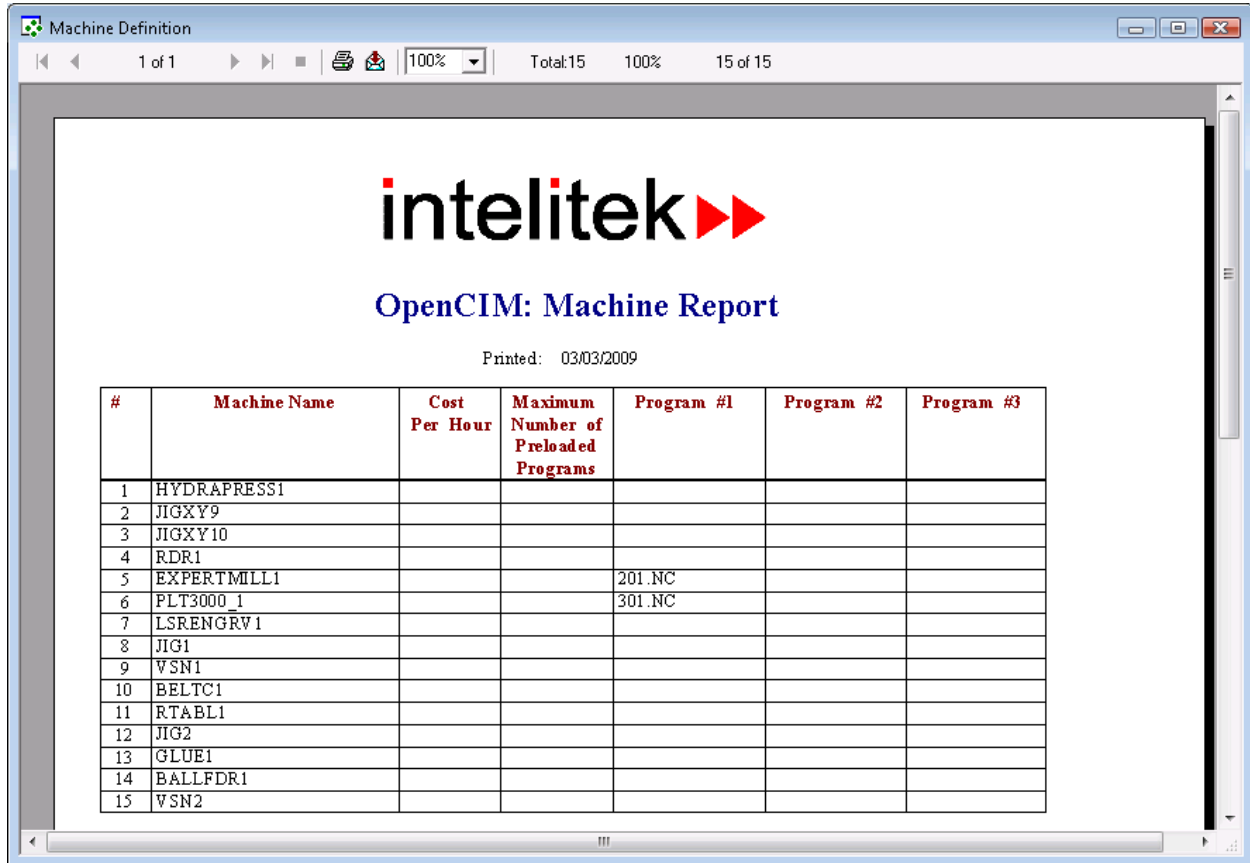 Machine Definition
1 of 1 100% Total:15 100% 15 of 15
intelitek
OpenCIM: Machine Report
Printed: 03/03/2009
# Machine Name Cost Per Hour Maximum Number of Preloaded Programs Program #1 Program #2 Program #3
1 HYDRAPRESS1
2 JIGXY9
3 JIGXY10
4 RDR1
5 EXPERTMILL1 201.NC
6 PLT3000_1 301.NC
7 LSRENGRV1
8 JIG1
9 VSN1
10 BELTC1
11 RTABL1
12 JIG2
13 GLUE1
14 BALLFDR1
15 VSN2